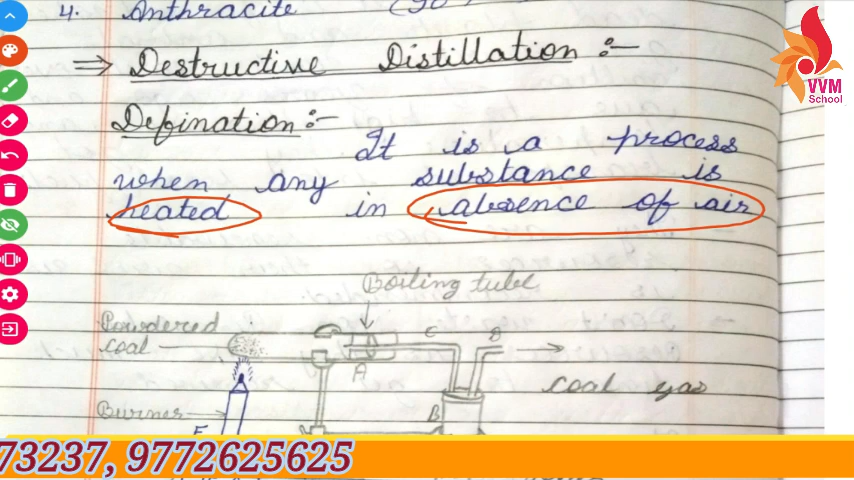 4. Anthracite
⇒ Destructive Distillation :-
Defination :-
It is a process
when any substance is
heated in absence of air
Boiling tube
Powdered
coal
C
D
A
coal gas
Burner
B
E
73237, 9772625625
VVM
School